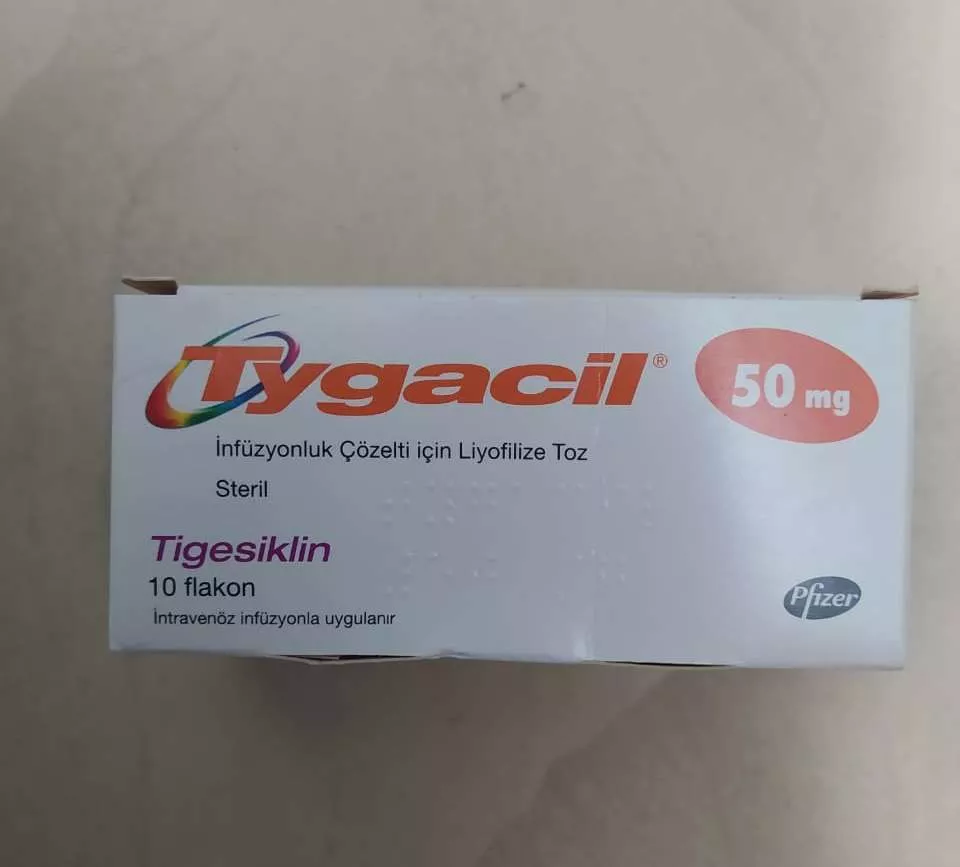 Tygacil®
50 mg
İnfüzyonluk Çözelti için Liyofilize Toz
Steril
Tigesiklin
10 flakon
İntravenöz infüzyonla uygulanır
Pfizer